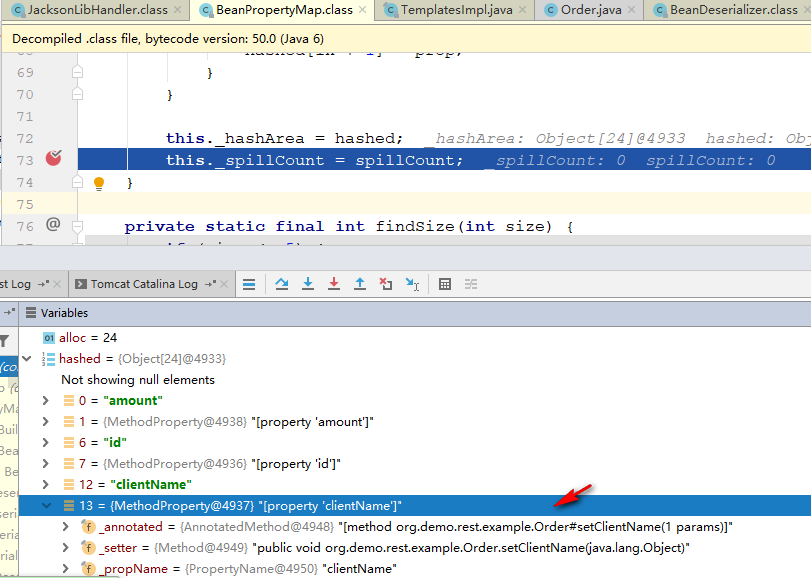 JacksonLibHandler.class BeanPropertyMap.class TemplatesImpl.java Order.java BeanDeserializer.class
Decompiled .class file, bytecode version: 50.0 (Java 6)
69 }
70 }
71
72 this._hashArea = hashed; _hashArea: Object[24]@4933 hashed: Obj
73 this._spillCount = spillCount; _spillCount: 0 spillCount: 0
74 }
75
76 private static final int findSize(int size) {
st Log Tomcat Catalina Log
Variables
alloc = 24
hashed = {Object[24]@4933}
Not showing null elements
0 = "amount"
1 = {MethodProperty@4938} "[property 'amount']"
6 = "id"
7 = {MethodProperty@4936} "[property 'id']"
12 = "clientName"
13 = {MethodProperty@4937} "[property 'clientName']"
_annotated = {AnnotatedMethod@4948} "[method org.demo.rest.example.Order#setClientName(1 params)]"
_setter = {Method@4949} "public void org.demo.rest.example.Order.setClientName(java.lang.Object)"
_propName = {PropertyName@4950} "clientName"